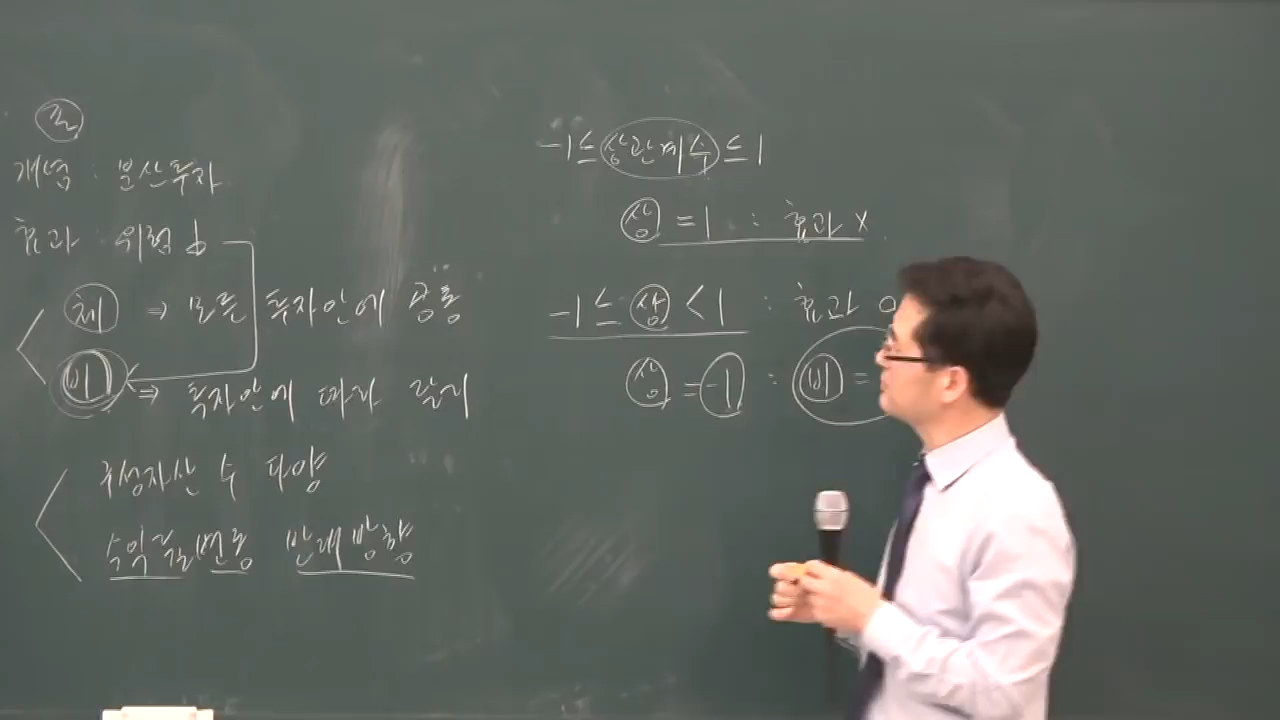 개념 : 분산투자
효과 : 위험↓
체 ⇒ 모든 투자안에 공통
비 ⇒ 투자안에 따라 달리
구성자산 수 다양
수익률 변동 반대방향
-1 ≤ 상관계수 ≤ 1
상 = 1 : 효과 x
-1 ≤ 상 < 1 : 효과 o
상 = -1 : 비 =